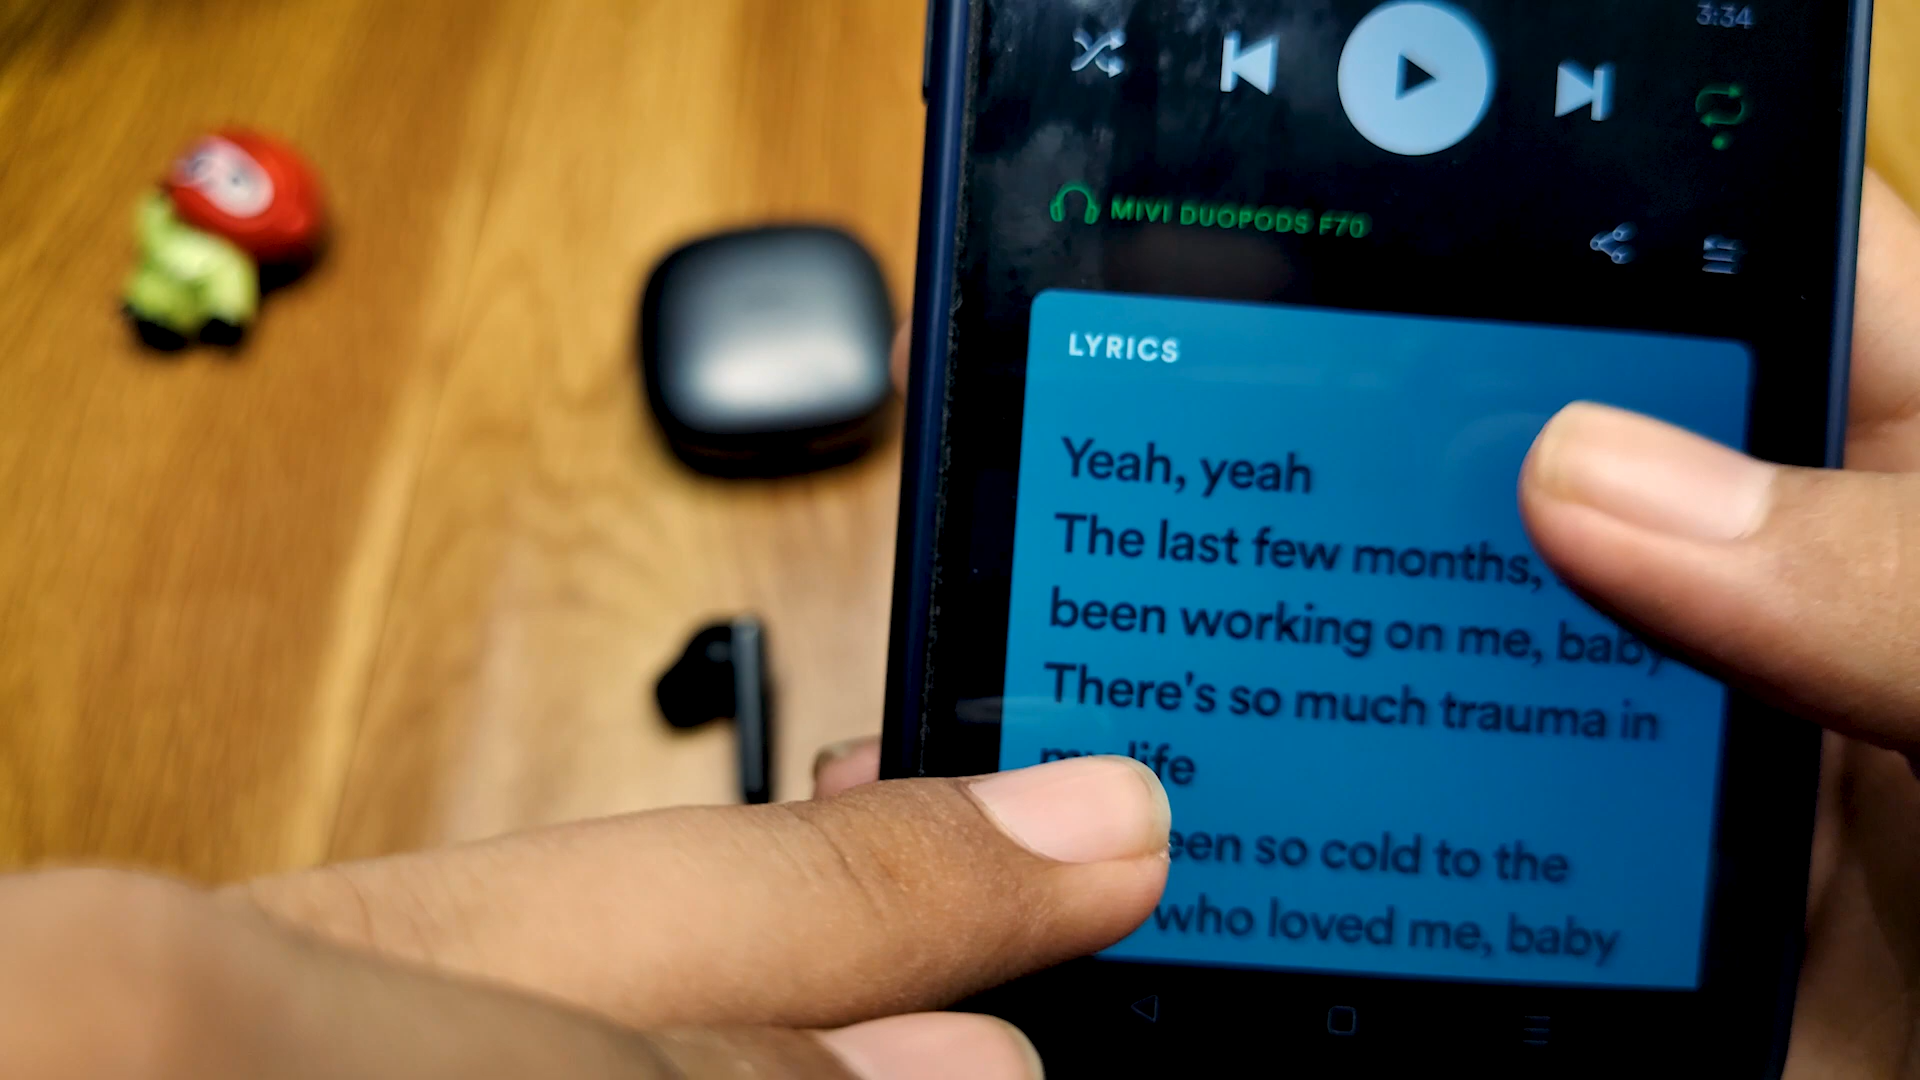 3:34
MIVI DUOPODS F70
LYRICS
Yeah, yeah
The last few months,
been working on me, baby
There's so much trauma in
my life
een so cold to the
who loved me, baby